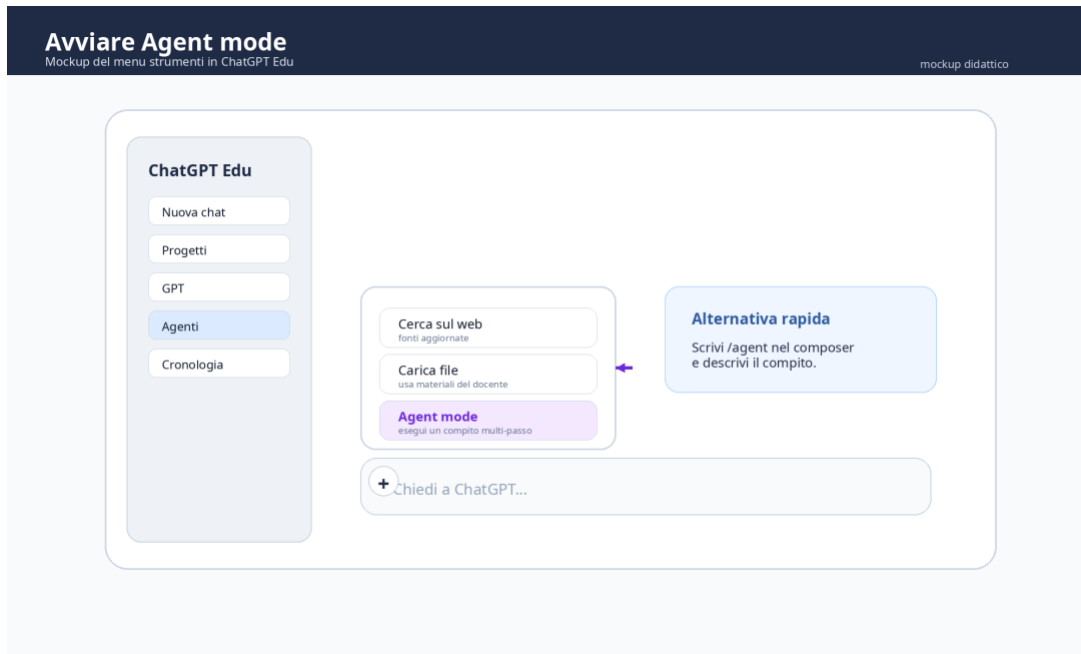 Avviare Agent mode
Mockup del menu strumenti in ChatGPT Edu
mockup didattico
ChatGPT Edu
Nuova chat
Progetti
GPT
Agenti
Cronologia
Cerca sul web
fonti aggiornate
Carica file
usa materiali del docente
Agent mode
esegui un compito multi-passo
Alternativa rapida
Scrivi /agent nel composer
e descrivi il compito.
+
Chiedi a ChatGPT...